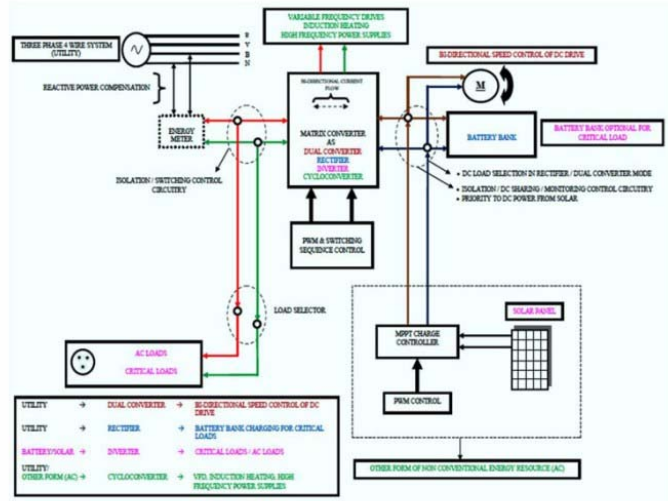 VARIABLE FREQUENCY DRIVES
INDUCTION HEATING
HIGH FREQUENCY POWER SUPPLIES
THREE PHASE 4 WIRE SYSTEM
(UTILITY)
R
Y
B
N
BI-DIRECTIONAL SPEED CONTROL OF DC DRIVE
REACTIVE POWER COMPENSATION
BI-DIRECTIONAL CURRENT
FLOW
M
ENERGY
METER
MATRIX CONVERTER
AS
DUAL CONVERTER
RECTIFIER
INVERTER
CYCLOCONVERTER
BATTERY BANK
BATTERY BANK OPTIONAL FOR
CRITICAL LOAD
ISOLATION / SWITCHING CONTROL
CIRCUITRY
• DC LOAD SELECTION IN RECTIFIER / DUAL CONVERTER MODE
• ISOLATION / DC SHARING / MONITORING CONTROL CIRCUITRY
• PRIORITY TO DC POWER FROM SOLAR
PWM & SWITCHING
SEQUENCE CONTROL
LOAD SELECTOR
SOLAR PANEL
MPPT CHARGE
CONTROLLER
AC LOADS
CRITICAL LOADS
PWM CONTROL
UTILITY → DUAL CONVERTER → BI-DIRECTIONAL SPEED CONTROL OF DC
DRIVE
UTILITY → RECTIFIER → BATTERY BANK CHARGING FOR CRITICAL
LOADS
BATTERY/SOLAR → INVERTER → CRITICAL LOADS / AC LOADS
UTILITY/
OTHER FORM (AC) → CYCLOCONVERTER → VFD, INDUCTION HEATING, HIGH
FREQUENCY POWER SUPPLIES
OTHER FORM OF NON CONVENTIONAL ENERGY RESOURCE (AC)